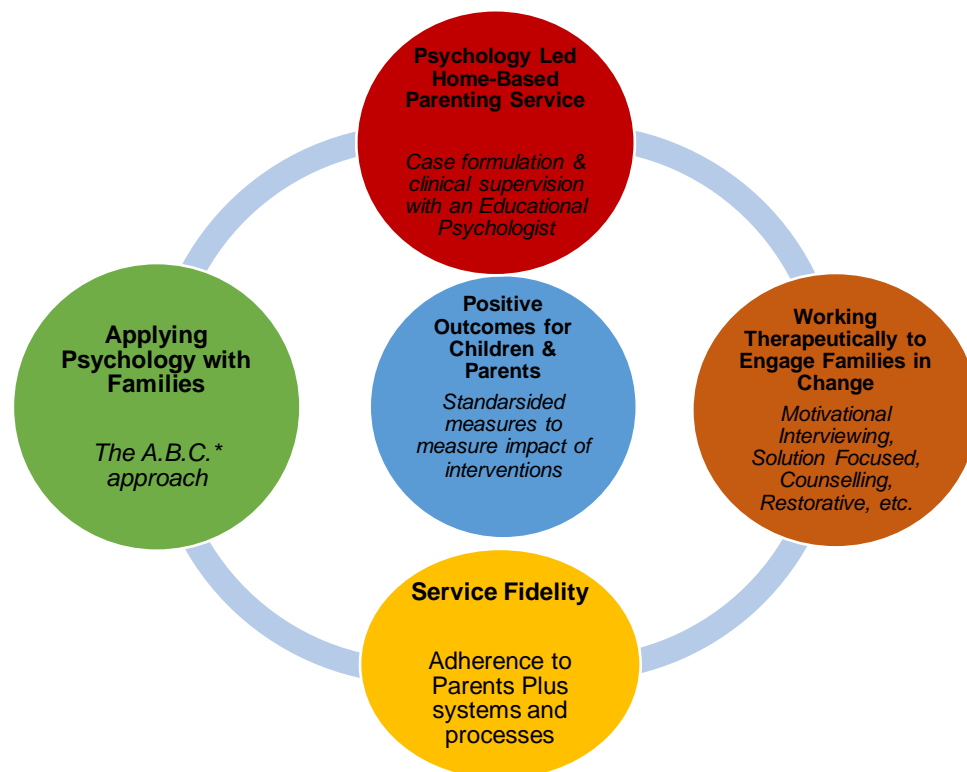 Psychology Led
Home-Based
Parenting Service
Case formulation &
clinical supervision
with an Educational
Psychologist
Applying
Psychology with
Families
The A.B.C.*
approach
Positive
Outcomes for
Children &
Parents
Standarsided
measures to
measure impact of
interventions
Working
Therapeutically to
Engage Families in
Change
Motivational
Interviewing,
Solution Focused,
Counselling,
Restorative, etc.
Service Fidelity
Adherence to
Parents Plus
systems and
processes